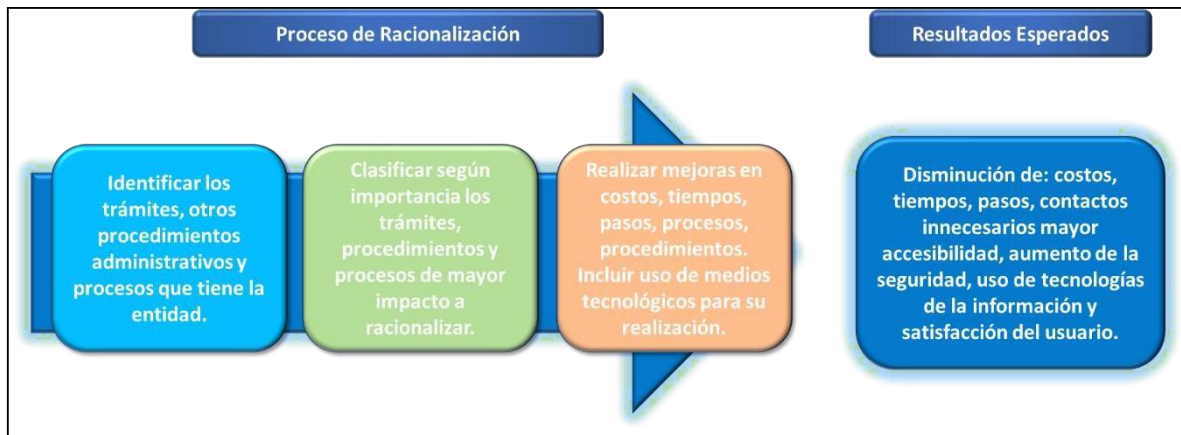 Proceso de Racionalización
Resultados Esperados
Identificar los
trámites, otros
procedimientos
administrativos y
procesos que tiene la
entidad.
Clasificar según
importancia los
trámites,
procedimientos y
procesos de mayor
impacto a
racionalizar.
Realizar mejoras en
costos, tiempos,
pasos, procesos,
procedimientos.
Incluir uso de medios
tecnológicos para su
realización.
Disminución de: costos,
tiempos, pasos, contactos
innecesarios mayor
accesibilidad, aumento de la
seguridad, uso de tecnologías
de la información y
satisfacción del usuario.